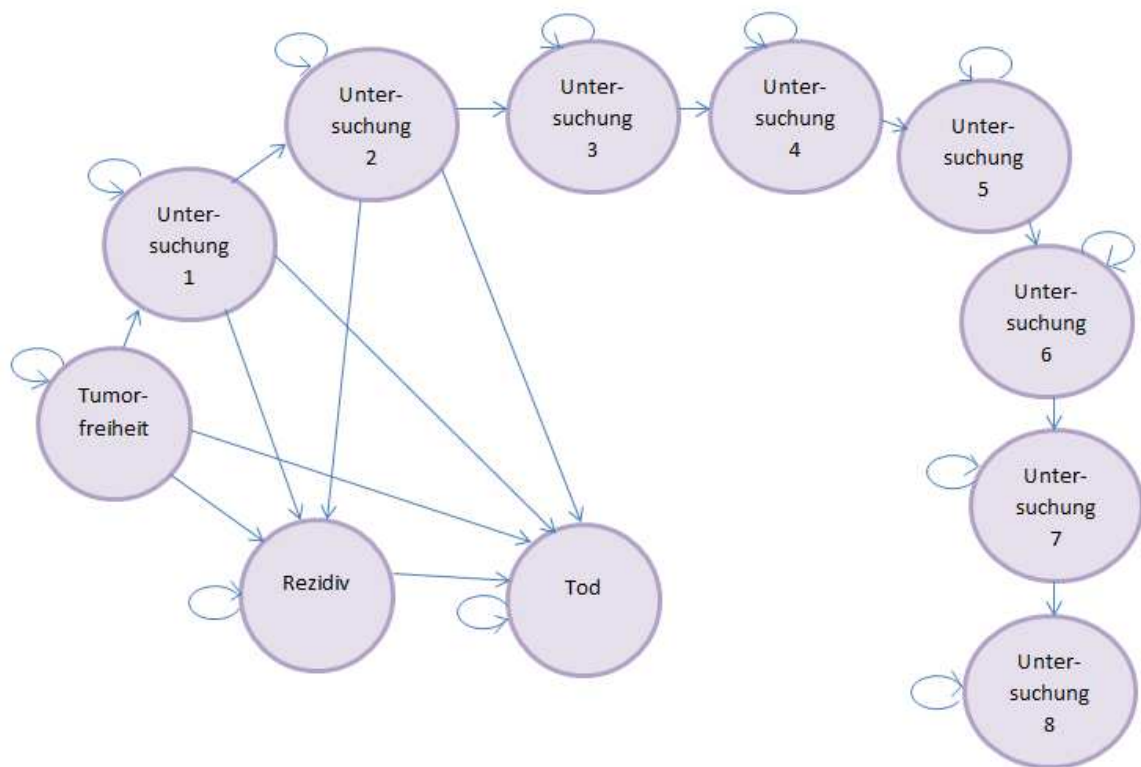 Unter-
suchung
2
Unter-
suchung
3
Unter-
suchung
4
Unter-
suchung
5
Unter-
suchung
1
Unter-
suchung
6
Tumor-
freiheit
Unter-
suchung
7
Rezidiv
Tod
Unter-
suchung
8